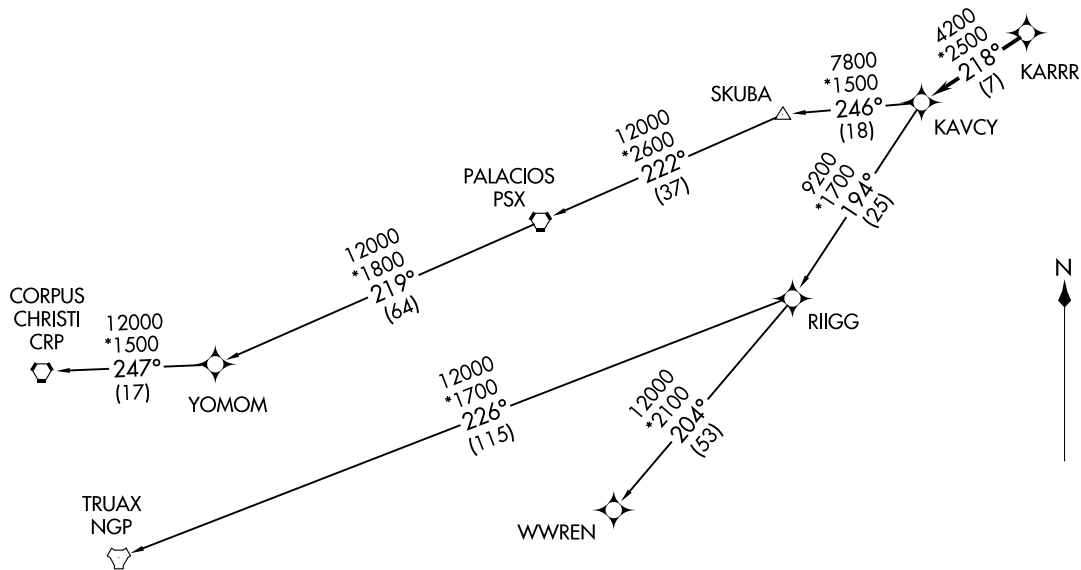 4200
*2500
218°
(7)
KARRR
7800
*1500
246°
(18)
SKUBA
KAVCY
12000
*2600
222°
(37)
PALACIOS
PSX
9200
*1700
194°
(25)
12000
*1800
219°
(64)
N
CORPUS
CHRISTI
CRP
12000
*1500
247°
(17)
YOMOM
RIIGG
12000
*1700
226°
(115)
12000
*2100
204°
(53)
TRUAX
NGP
WWREN